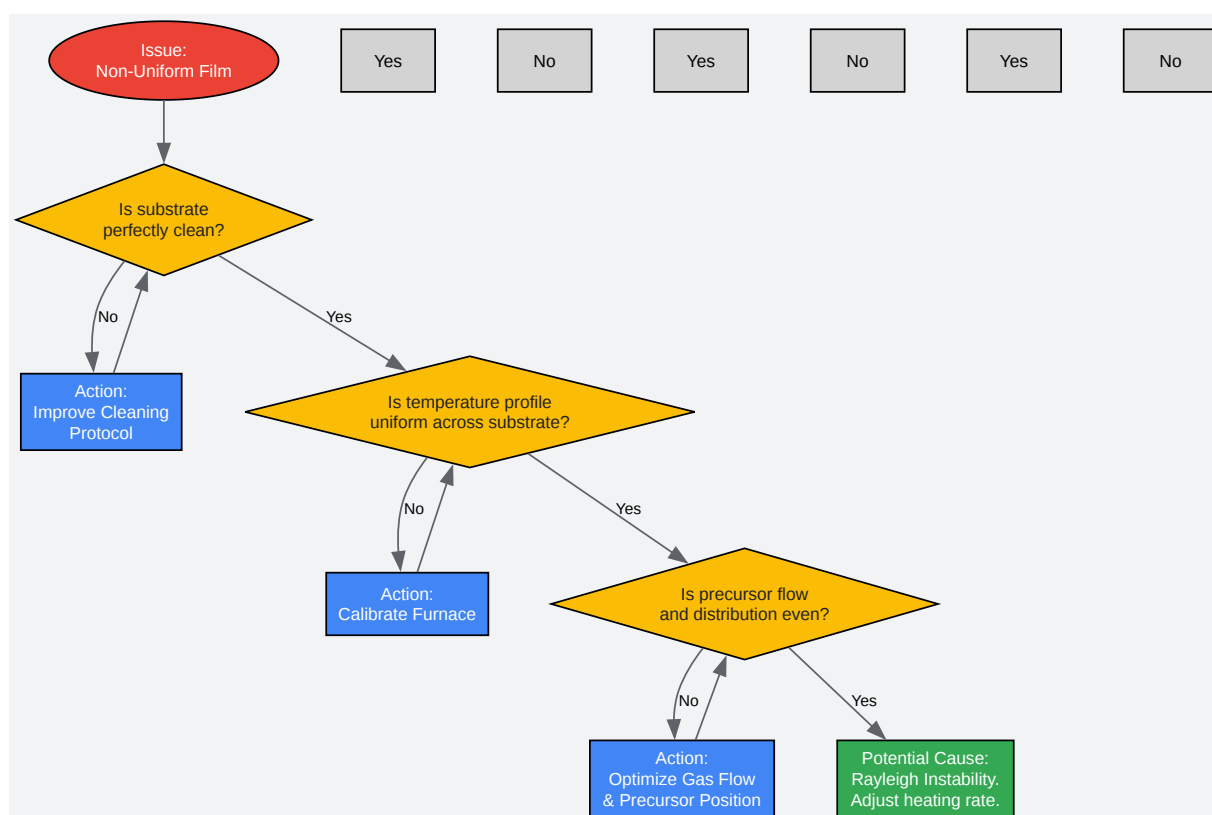 Issue:
Non-Uniform Film
Yes
No
Yes
No
Yes
No
Is substrate
perfectly clean?
No
Yes
Action:
Improve Cleaning
Protocol
Is temperature profile
uniform across substrate?
No
Yes
Action:
Calibrate Furnace
Is precursor flow
and distribution even?
No
Yes
Action:
Optimize Gas Flow
& Precursor Position
Potential Cause:
Rayleigh Instability.
Adjust heating rate.